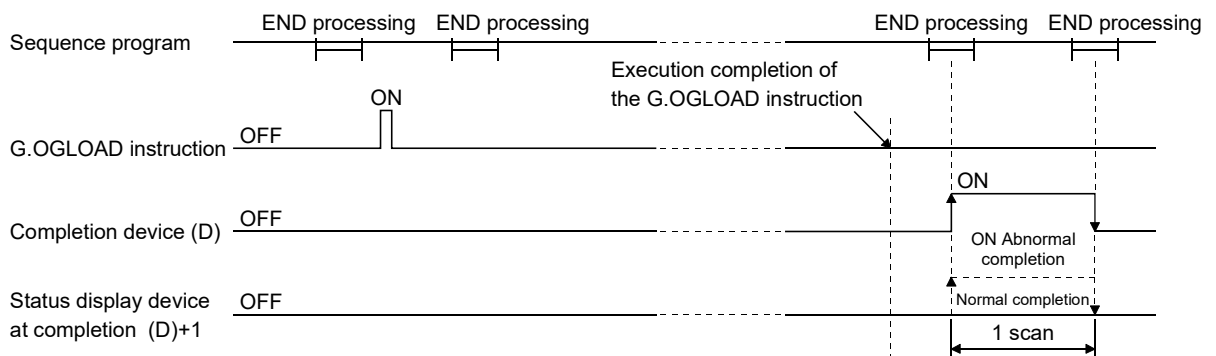 END processing END processing END processing END processing
Sequence program
Execution completion of
the G.OGLOAD instruction
ON
OFF
G.OGLOAD instruction
ON
OFF
Completion device (D)
ON Abnormal
completion
Status display device
at completion (D)+1
OFF
Normal completion
1 scan